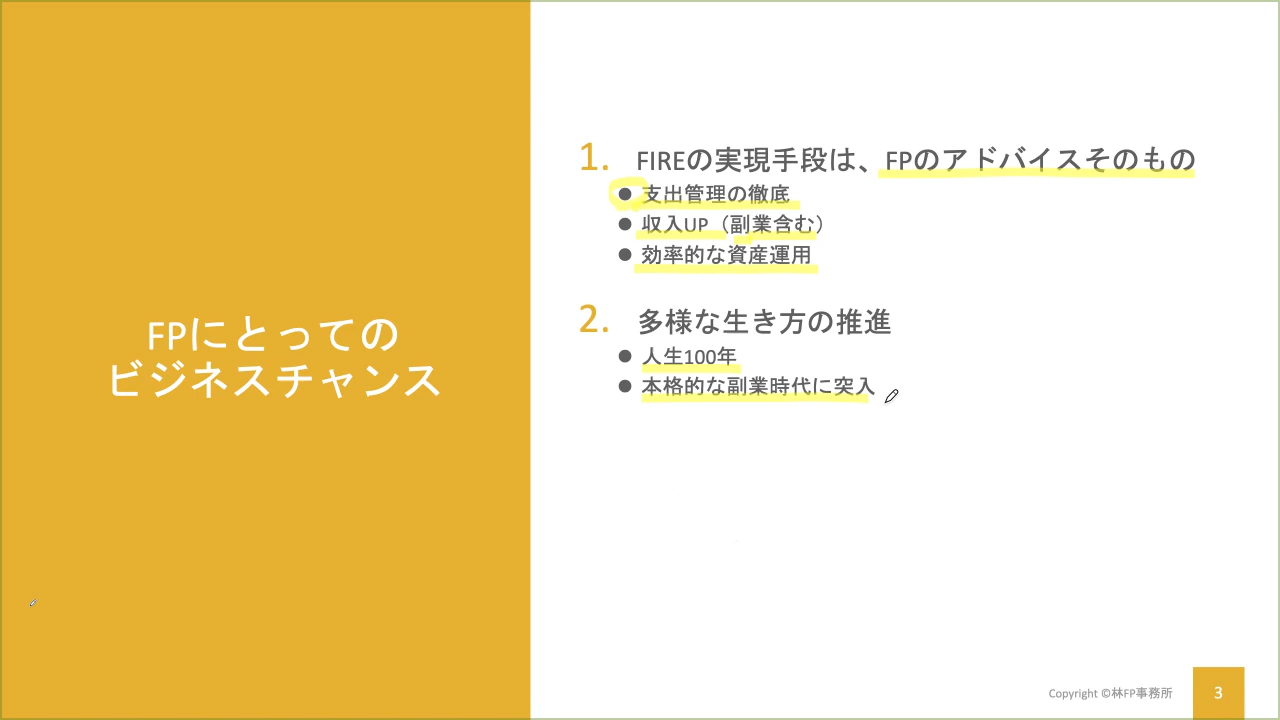 FPにとっての
ビジネスチャンス
1. FIREの実現手段は、FPのアドバイスそのもの
● 支出管理の徹底
● 収入UP（副業含む）
● 効率的な資産運用
2. 多様な生き方の推進
● 人生100年
● 本格的な副業時代に突入
Copyright ©林FP事務所
3